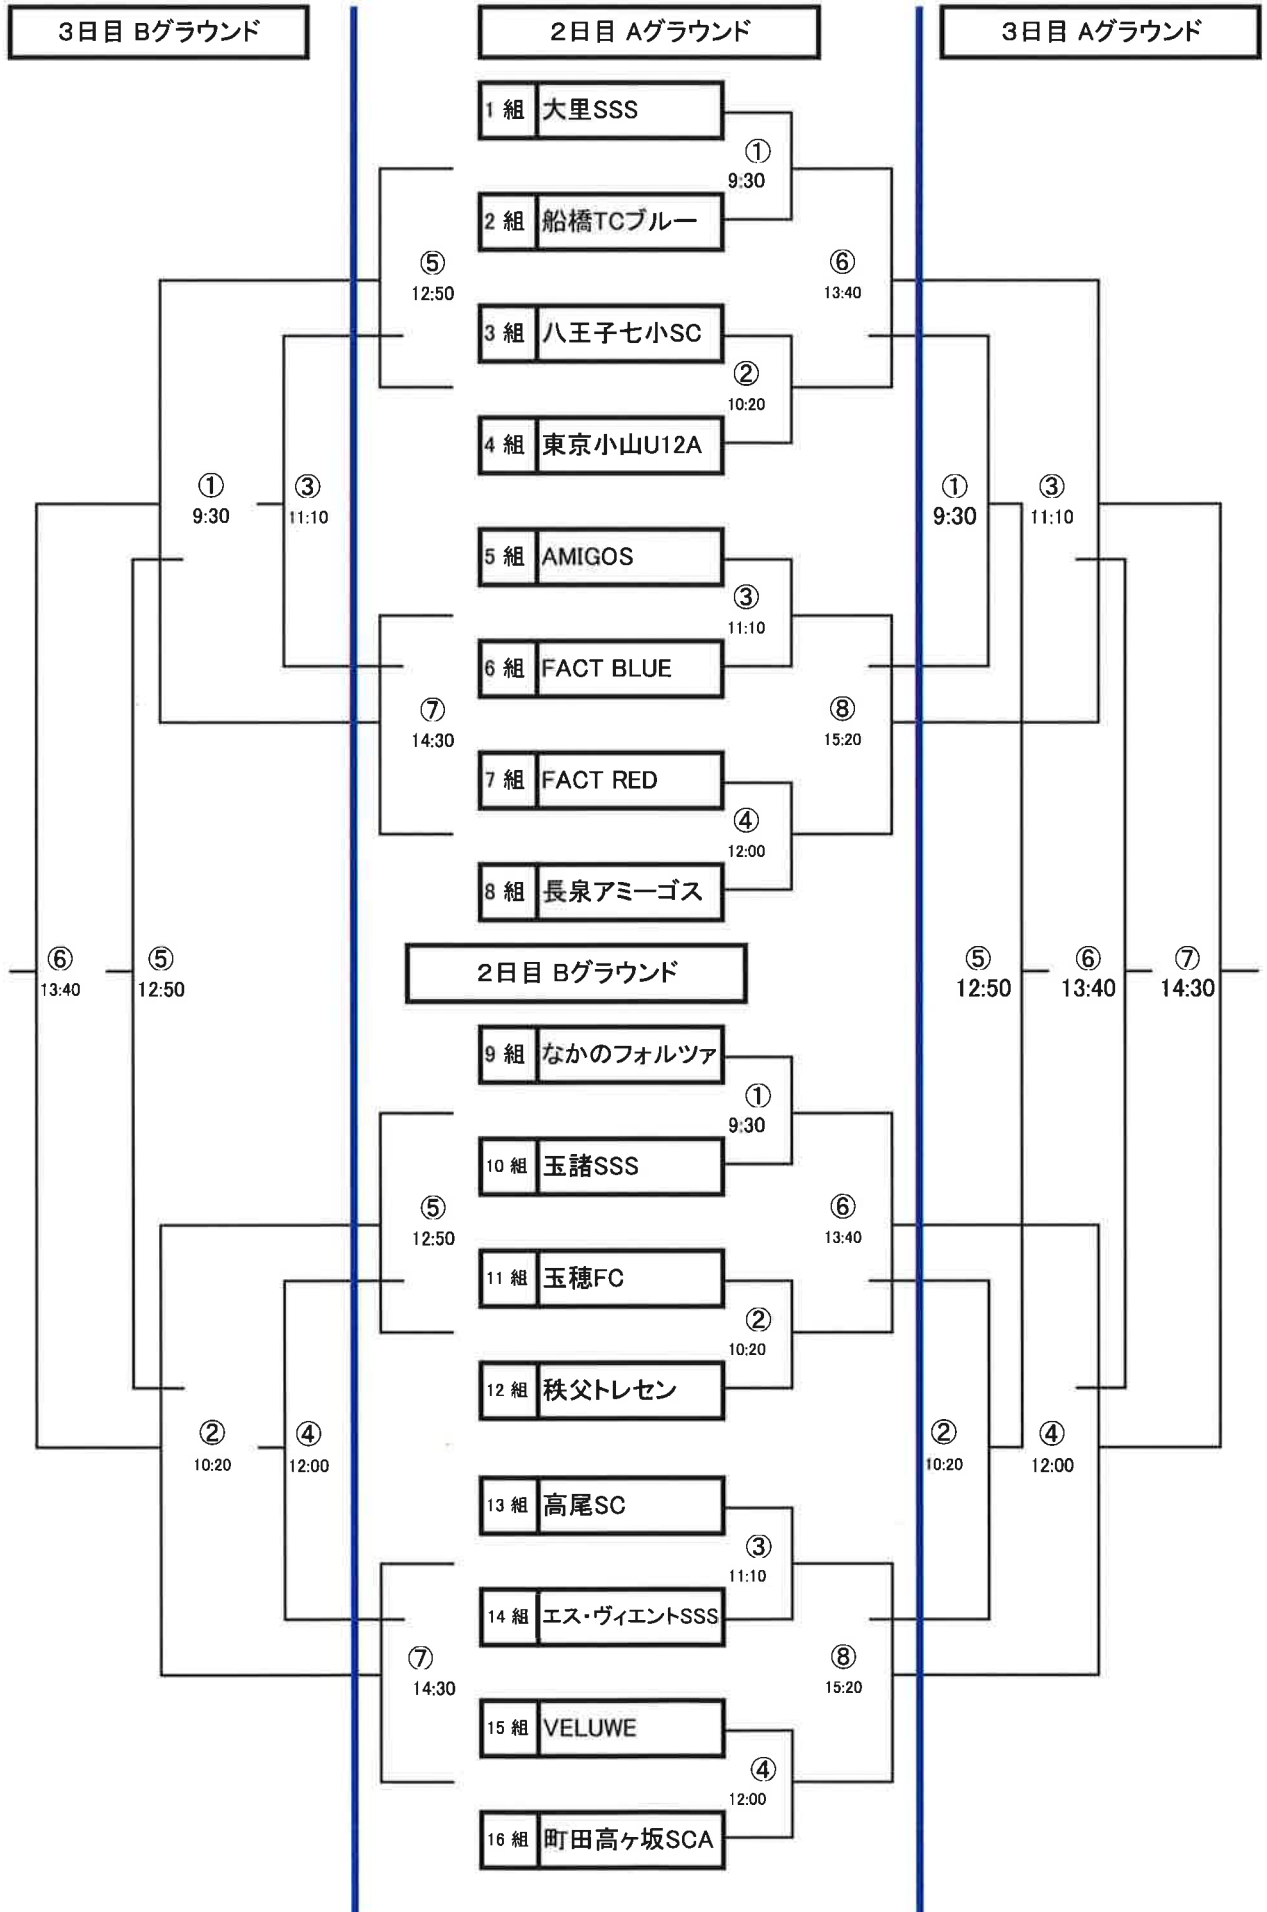 3日目 Bグラウンド
2日目 Aグラウンド
3日目 Aグラウンド
1 組 大里SSS
①
9:30
2 組 船橋TCブルー
⑤
12:50
⑥
13:40
3 組 八王子七小SC
②
10:20
4 組 東京小山U12A
①
9:30
③
11:10
①
9:30
③
11:10
5 組 AMIGOS
③
11:10
6 組 FACT BLUE
⑦
14:30
⑧
15:20
7 組 FACT RED
④
12:00
8 組 長泉アミーゴス
⑥
13:40
⑤
12:50
2日目 Bグラウンド
⑤
12:50
⑥
13:40
⑦
14:30
9 組 なかのフォルツァ
①
9:30
10 組 玉諸SSS
⑤
12:50
⑥
13:40
11 組 玉穂FC
②
10:20
12 組 秩父トレセン
②
10:20
④
12:00
②
10:20
④
12:00
13 組 高尾SC
③
11:10
14 組 エス・ヴィエントSSS
⑦
14:30
⑧
15:20
15 組 VELUWE
④
12:00
16 組 町田高ヶ坂SCA